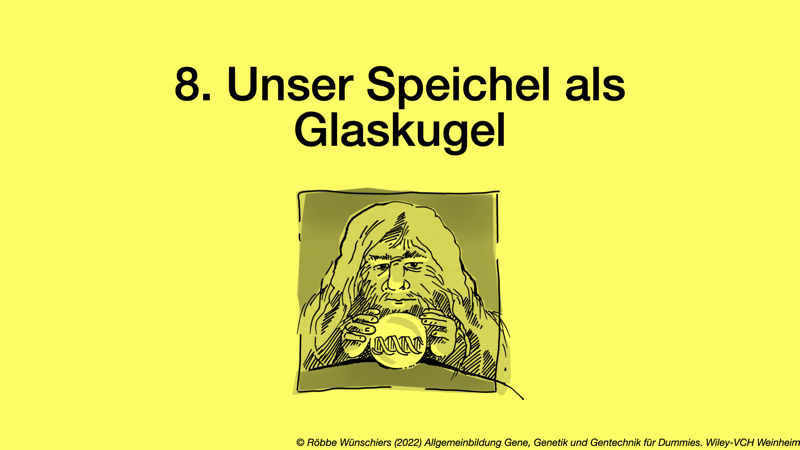 8. Unser Speichel als
Glaskugel
© Röbbe Wünschiers (2022) Allgemeinbildung Gene, Genetik und Gentechnik für Dummies. Wiley-VCH Weinheim